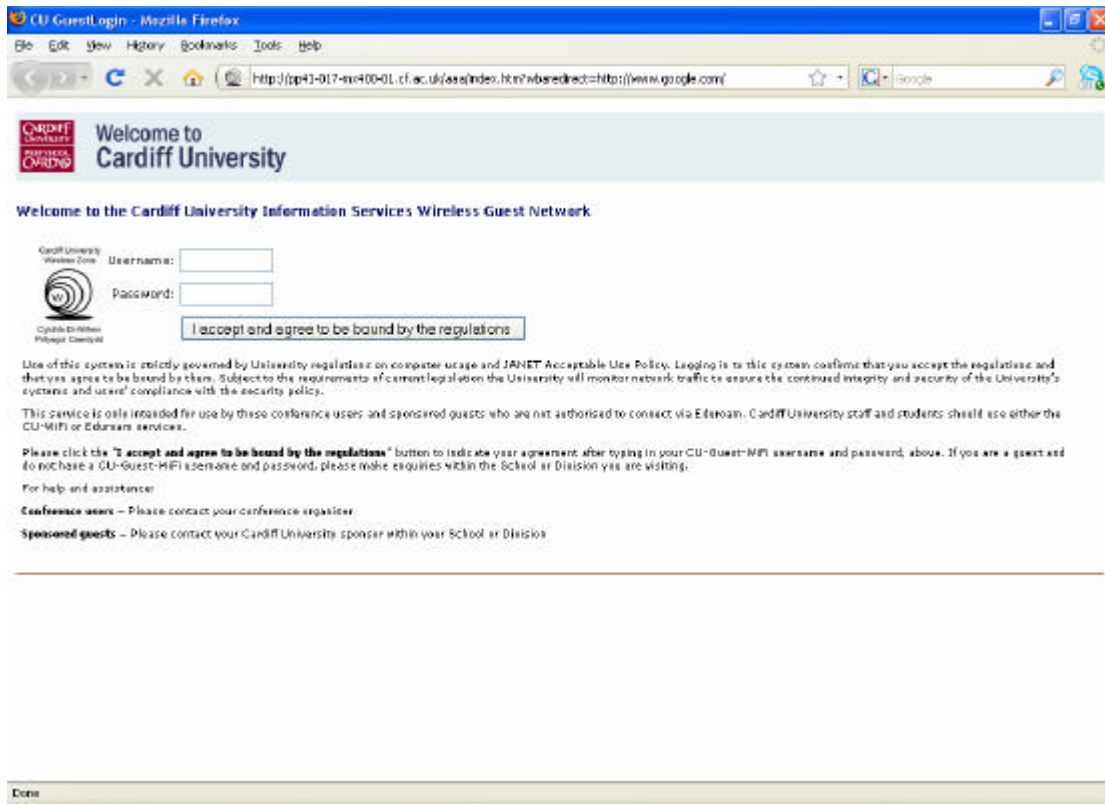 CU GuestLogin - Mozilla Firefox
File Edit View History Bookmarks Tools Help
http://pp41-017-mx400-01.cf.ac.uk/aaa/index.htm?wbaredirect=http://www.google.com/
Google
CARDIFF
UNIVERSITY
PRIFYSGOL
CAERDYDD
Welcome to
Cardiff University
Welcome to the Cardiff University Information Services Wireless Guest Network
Cardiff University
Wireless Zone
Username:
W
Password:
I accept and agree to be bound by the regulations
Use of this system is strictly governed by University regulations on computer usage and JANET Acceptable Use Policy. Logging in to this system confirms that you accept the regulations and
that you agree to be bound by them. Subject to the requirements of current legislation the University will monitor network traffic to ensure the continued integrity and security of the University's
systems and users' compliance with the security policy.
This service is only intended for use by those conference users and sponsored guests who are not authorised to connect via Eduroam. Cardiff University staff and students should use either the
CU-WiFi or Eduroam services.
Please click the "I accept and agree to be bound by the regulations" button to indicate your agreement after typing in your CU-Guest-WiFi username and password, above. If you are a guest and
do not have a CU-Guest-WiFi username and password, please make enquiries within the School or Division you are visiting.
For help and assistance:
Conference users – Please contact your conference organiser
Sponsored guests – Please contact your Cardiff University sponsor within your School or Division
Done